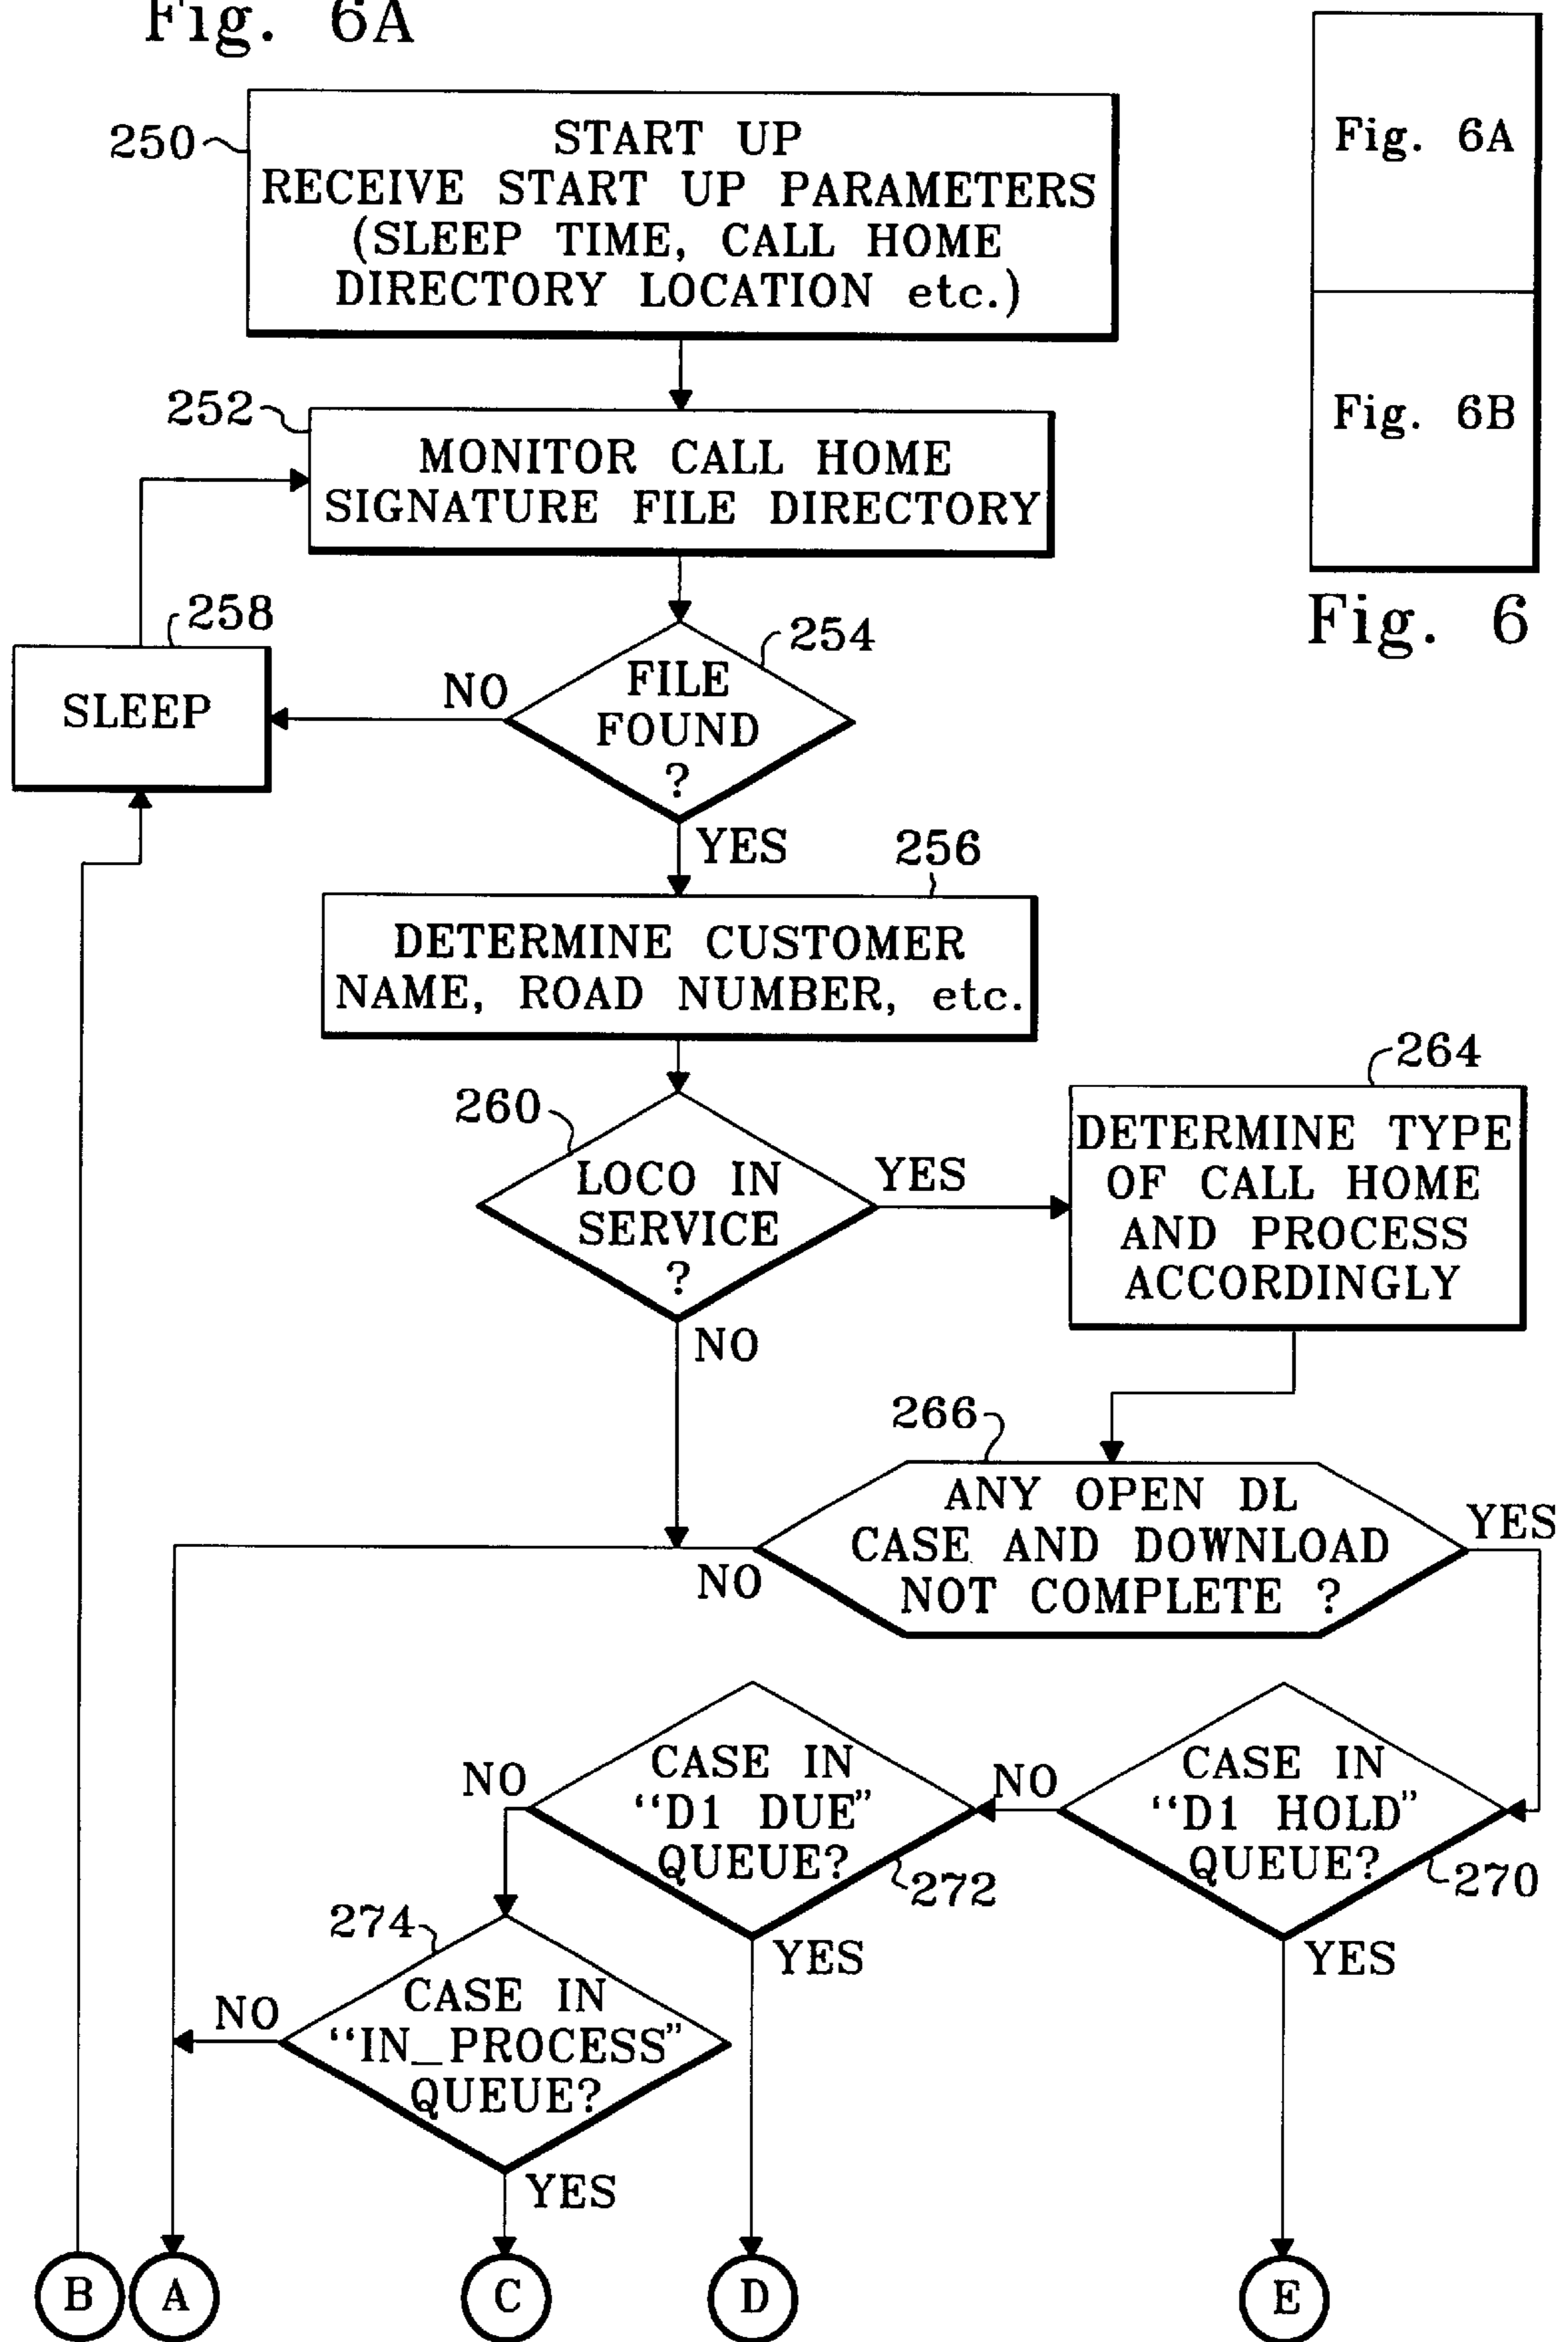 Fig. 6A
250
START UP
RECEIVE START UP PARAMETERS
(SLEEP TIME, CALL HOME
DIRECTORY LOCATION etc.)
Fig. 6A
Fig. 6B
Fig. 6
252
MONITOR CALL HOME
SIGNATURE FILE DIRECTORY
258
SLEEP
254
NO
FILE
FOUND
?
YES
256
DETERMINE CUSTOMER
NAME, ROAD NUMBER, etc.
260
LOCO IN
SERVICE
?
YES
NO
264
DETERMINE TYPE
OF CALL HOME
AND PROCESS
ACCORDINGLY
266
ANY OPEN DL
CASE AND DOWNLOAD
NOT COMPLETE ?
YES
NO
CASE IN
“D1 HOLD”
QUEUE?
270
NO
YES
CASE IN
“D1 DUE”
QUEUE?
272
NO
YES
274
CASE IN
“IN_PROCESS”
QUEUE?
NO
YES
B
A
C
D
E